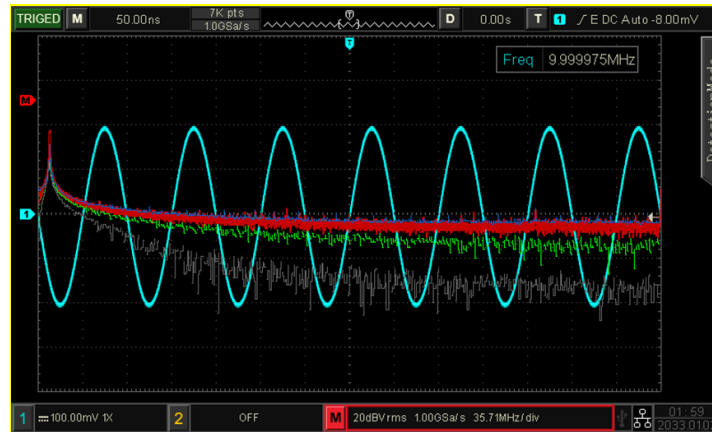 TRIGED M 50.00ns 7K pts D 0.00s T 1 E DC Auto -8.00mV
1.0GSa/s
T
Freq 9.999975MHz
DetectionMode
M
1
1 100.00mV 1X 2 OFF M 20dBVrms 1.00GSa/s 35.71MHz/div 01:59